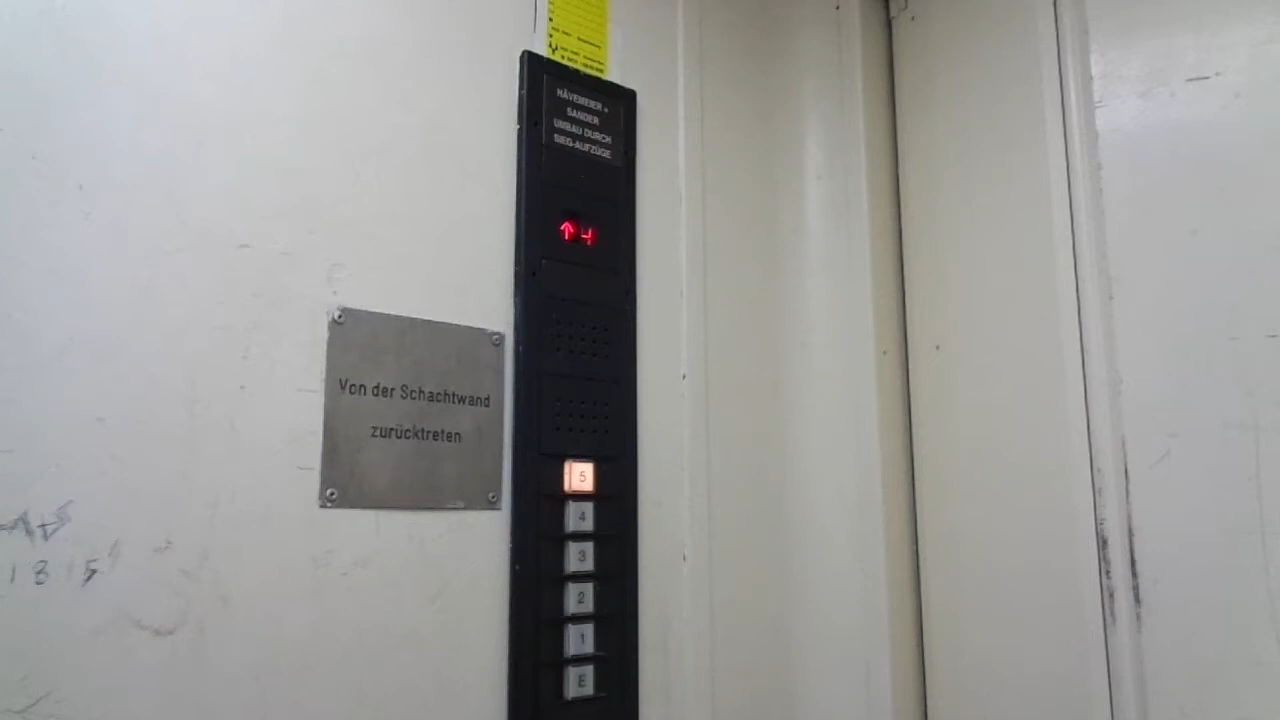 HÄVEMEIER +
SANDER
UMBAU DURCH
SIEG-AUFZÜGE
↑ 4
Von der Schachtwand
zurücktreten
5
4
3
2
1
E